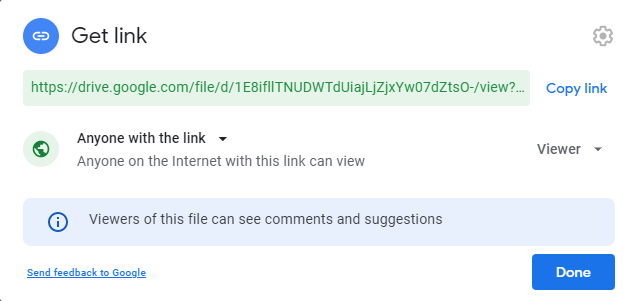 Get link
https://drive.google.com/file/d/1E8ifllTNUDWTdUiajLjZjxYw07dZtsO-/view?...
Copy link
Anyone with the link
Anyone on the Internet with this link can view
Viewer
Viewers of this file can see comments and suggestions
Send feedback to Google
Done